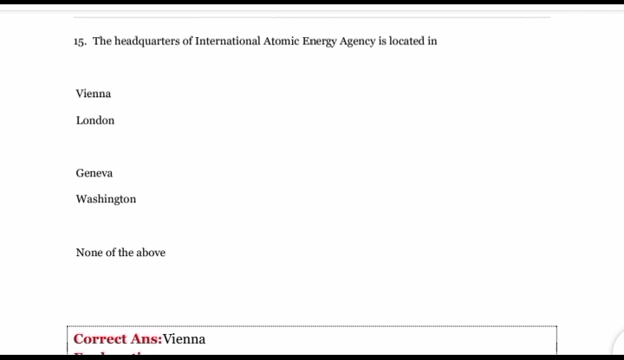 15. The headquarters of International Atomic Energy Agency is located in
Vienna
London
Geneva
Washington
None of the above
Correct Ans:Vienna